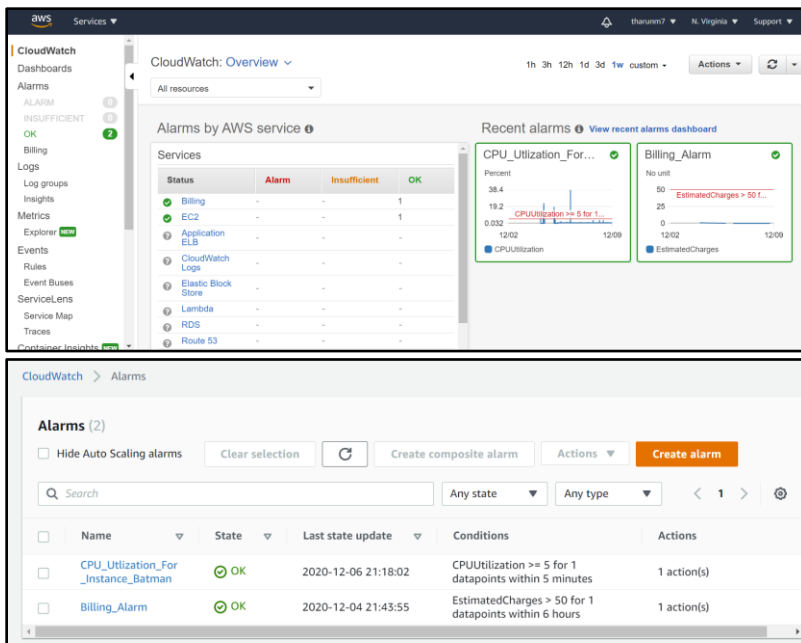 aws Services tharunm7 N. Virginia Support
CloudWatch
Dashboards
Alarms
ALARM 0
INSUFFICIENT 0
OK 2
Billing
Logs
Log groups
Insights
Metrics
Explorer NEW
Events
Rules
Event Buses
ServiceLens
Service Map
Traces
Container Insights NEW
CloudWatch: Overview
1h 3h 12h 1d 3d 1w custom Actions
All resources
Alarms by AWS service
Services
Status Alarm Insufficient OK
Billing - - 1
EC2 - - 1
Application
ELB - - -
CloudWatch
Logs - - -
Elastic Block
Store - - -
Lambda - - -
RDS - - -
Route 53 - - -
Recent alarms View recent alarms dashboard
CPU_Utlization_For...
Percent
38.4
19.2
CPUUtilization >= 5 for 1...
0.032
12/02 12/09
CPUUtilization
Billing_Alarm
No unit
50
EstimatedCharges > 50 f...
25
0
12/02 12/09
EstimatedCharges
CloudWatch > Alarms
Alarms (2)
Hide Auto Scaling alarms Clear selection Create composite alarm Actions Create alarm
Search Any state Any type < 1 >
Name State Last state update Conditions Actions
CPU_Utlization_For
_Instance_Batman OK 2020-12-06 21:18:02 CPUUtilization >= 5 for 1
datapoints within 5 minutes 1 action(s)
Billing_Alarm OK 2020-12-04 21:43:55 EstimatedCharges > 50 for 1
datapoints within 6 hours 1 action(s)